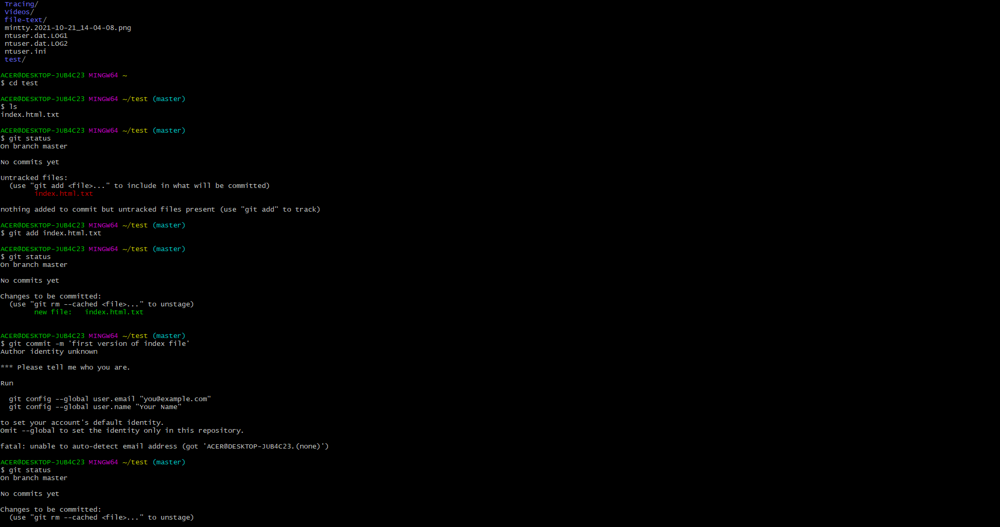 Tracing/
Videos/
file-text/
mintty.2021-10-21_14-04-08.png
ntuser.dat.LOG1
ntuser.dat.LOG2
ntuser.ini
test/
ACER@DESKTOP-JUB4C23 MINGW64 ~
$ cd test
ACER@DESKTOP-JUB4C23 MINGW64 ~/test (master)
$ ls
index.html.txt
ACER@DESKTOP-JUB4C23 MINGW64 ~/test (master)
$ git status
On branch master
No commits yet
Untracked files:
(use "git add <file>..." to include in what will be committed)
index.html.txt
nothing added to commit but untracked files present (use "git add" to track)
ACER@DESKTOP-JUB4C23 MINGW64 ~/test (master)
$ git add index.html.txt
ACER@DESKTOP-JUB4C23 MINGW64 ~/test (master)
$ git status
On branch master
No commits yet
Changes to be committed:
(use "git rm --cached <file>..." to unstage)
new file:   index.html.txt
ACER@DESKTOP-JUB4C23 MINGW64 ~/test (master)
$ git commit -m 'first version of index file'
Author identity unknown
*** Please tell me who you are.
Run
git config --global user.email "you@example.com"
git config --global user.name "Your Name"
to set your account's default identity.
Omit --global to set the identity only in this repository.
fatal: unable to auto-detect email address (got 'ACER@DESKTOP-JUB4C23.(none)')
ACER@DESKTOP-JUB4C23 MINGW64 ~/test (master)
$ git status
On branch master
No commits yet
Changes to be committed:
(use "git rm --cached <file>..." to unstage)